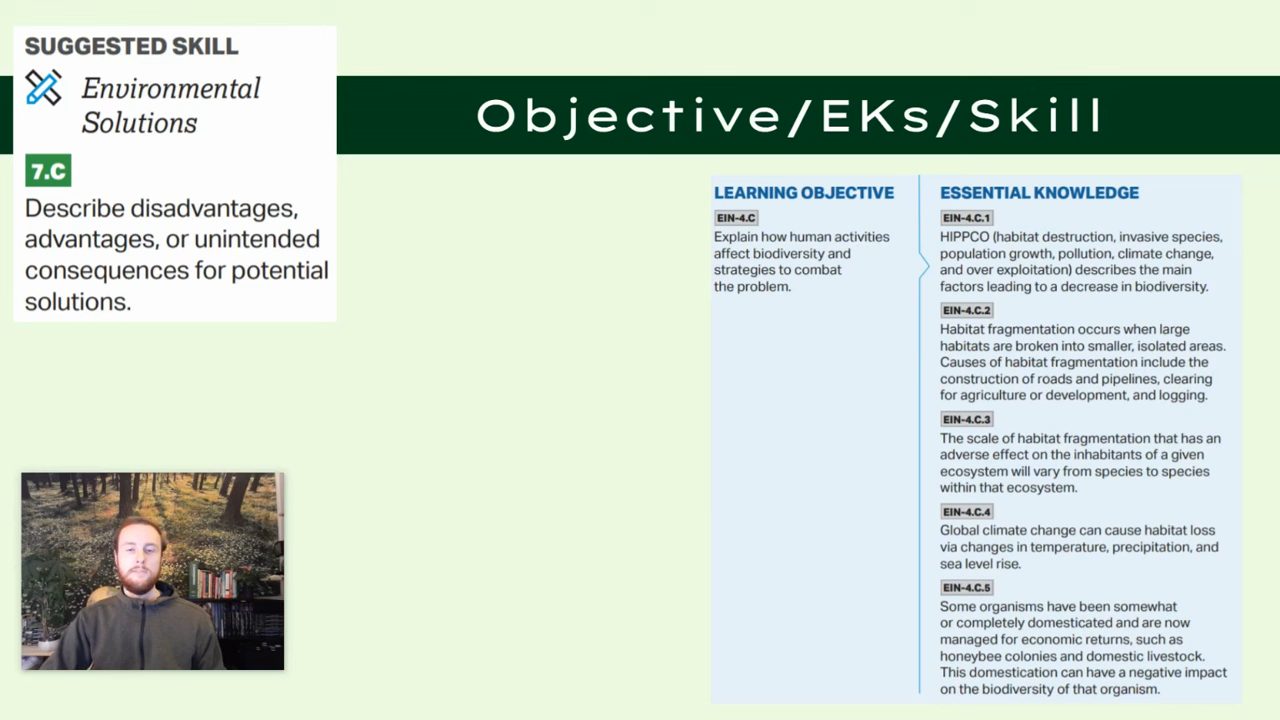 SUGGESTED SKILL
Environmental
Solutions
7.C
Describe disadvantages,
advantages, or unintended
consequences for potential
solutions.
Objective/EKs/Skill
LEARNING OBJECTIVE
EIN-4.C
Explain how human activities
affect biodiversity and
strategies to combat
the problem.
ESSENTIAL KNOWLEDGE
EIN-4.C.1
HIPPCO (habitat destruction, invasive species,
population growth, pollution, climate change,
and over exploitation) describes the main
factors leading to a decrease in biodiversity.
EIN-4.C.2
Habitat fragmentation occurs when large
habitats are broken into smaller, isolated areas.
Causes of habitat fragmentation include the
construction of roads and pipelines, clearing
for agriculture or development, and logging.
EIN-4.C.3
The scale of habitat fragmentation that has an
adverse effect on the inhabitants of a given
ecosystem will vary from species to species
within that ecosystem.
EIN-4.C.4
Global climate change can cause habitat loss
via changes in temperature, precipitation, and
sea level rise.
EIN-4.C.5
Some organisms have been somewhat
or completely domesticated and are now
managed for economic returns, such as
honeybee colonies and domestic livestock.
This domestication can have a negative impact
on the biodiversity of that organism.